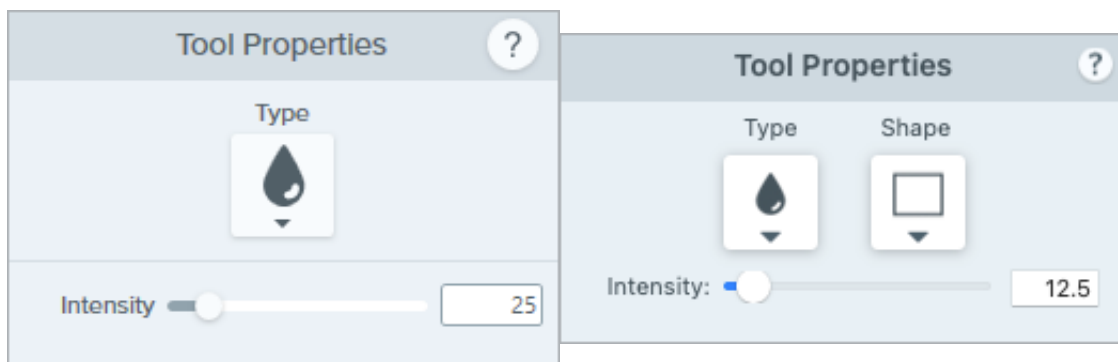 Tool Properties ?
Type
Intensity 25
Tool Properties ?
Type Shape
Intensity: 12.5